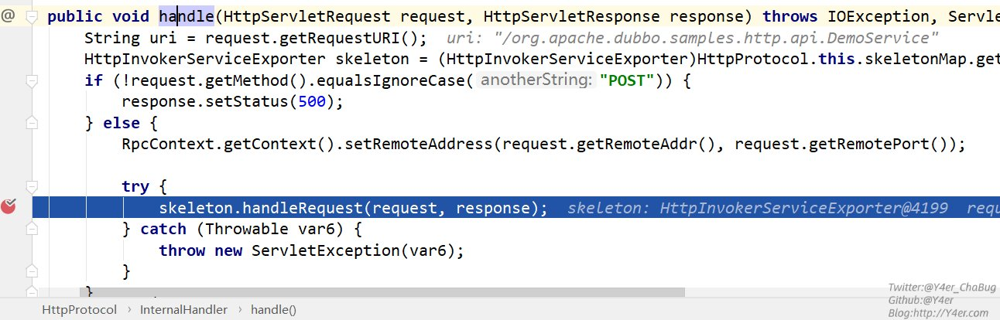 @ public void handle(HttpServletRequest request, HttpServletResponse response) throws IOException, Servle
String uri = request.getRequestURI(); uri: "/org.apache.dubbo.samples.http.api.DemoService"
HttpInvokerServiceExporter skeleton = (HttpInvokerServiceExporter)HttpProtocol.this.skeletonMap.get
if (!request.getMethod().equalsIgnoreCase( anotherString: "POST")) {
response.setStatus(500);
} else {
RpcContext.getContext().setRemoteAddress(request.getRemoteAddr(), request.getRemotePort());
try {
skeleton.handleRequest(request, response); skeleton: HttpInvokerServiceExporter@4199 requ
} catch (Throwable var6) {
throw new ServletException(var6);
}
}
Twitter:@Y4er_ChaBug
Github:@Y4er
Blog:http://Y4er.com
HttpProtocol › InternalHandler › handle()